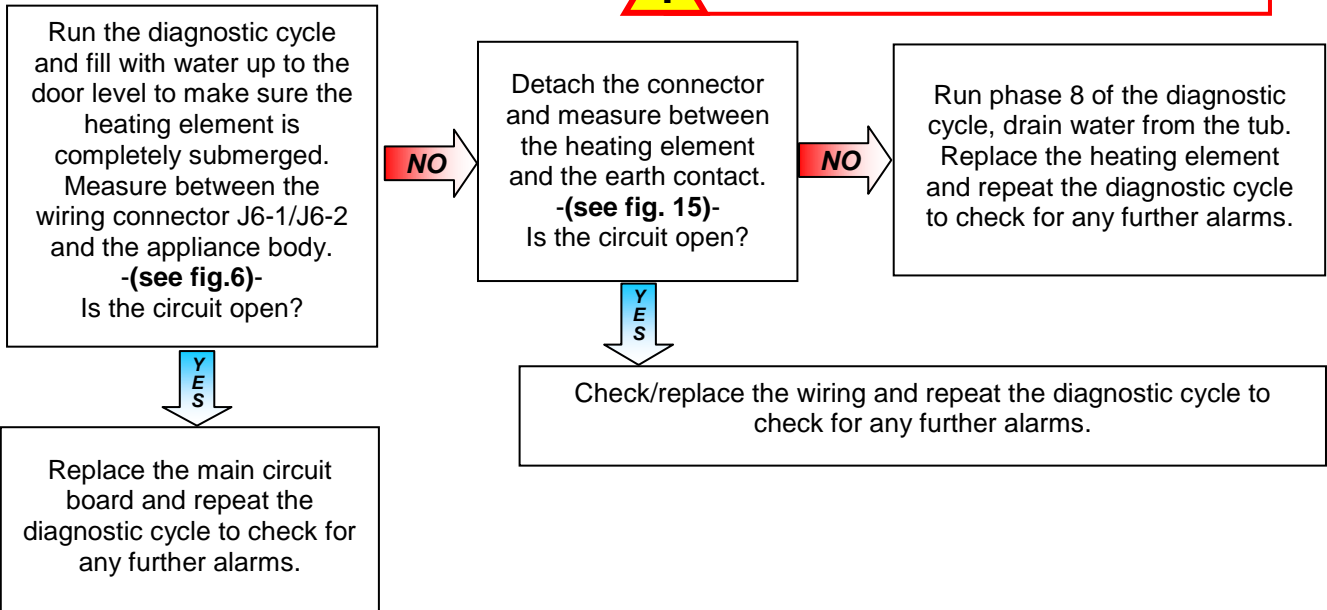 Run the diagnostic cycle
and fill with water up to the
door level to make sure the
heating element is
completely submerged.
Measure between the
wiring connector J6-1/J6-2
and the appliance body.
-(see fig.6)-
Is the circuit open?
NO
Detach the connector
and measure between
the heating element
and the earth contact.
-(see fig. 15)-
Is the circuit open?
NO
Run phase 8 of the diagnostic
cycle, drain water from the tub.
Replace the heating element
and repeat the diagnostic cycle
to check for any further alarms.
Y
E
S
Check/replace the wiring and repeat the diagnostic cycle to
check for any further alarms.
Y
E
S
Replace the main circuit
board and repeat the
diagnostic cycle to check for
any further alarms.